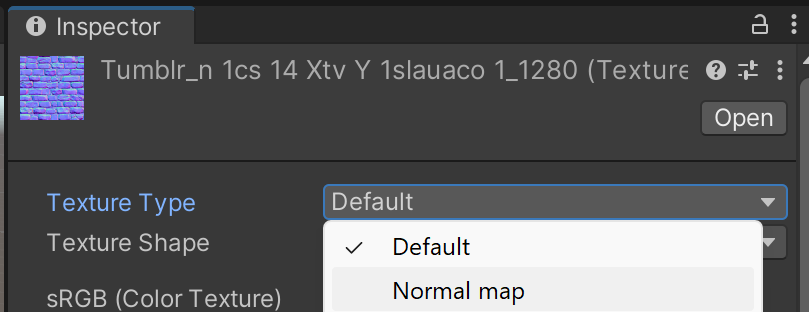 Inspector
Tumblr_n 1cs 14 Xtv Y 1slauaco 1_1280 (Texture
Open
Texture Type Default
Default
Texture Shape
Normal map
sRGB (Color Texture)